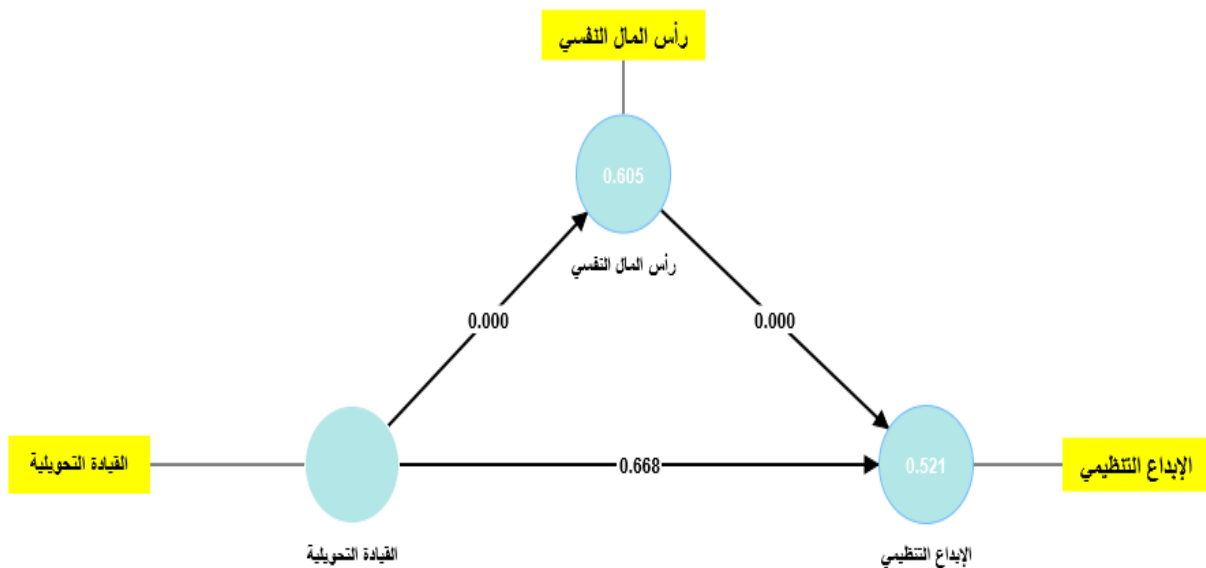 رأس المال النفسي
0.605
رأس المال النفسي
0.000
0.000
القيادة التحويلية
0.668
0.521
الإبداع التنظيمي
القيادة التحويلية
الإبداع التنظيمي